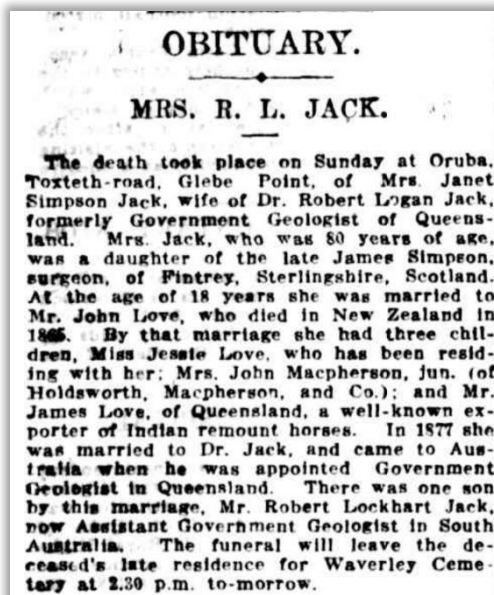 OBITUARY.
MRS. R. L. JACK.
The death took place on Sunday at Oruba,
Toxteth-road, Glebe Point, of Mrs. Janet
Simpson Jack, wife of Dr. Robert Logan Jack,
formerly Government Geologist of Queens-
land. Mrs. Jack, who was 80 years of age,
was a daughter of the late James Simpson,
surgeon, of Fintrey, Sterlingshire, Scotland.
At the age of 18 years she was married to
Mr. John Love, who died in New Zealand in
1865. By that marriage she had three chil-
dren, Miss Jessie Love, who has been resid-
ing with her; Mrs. John Macpherson, jun. (of
Holdsworth, Macpherson, and Co.); and Mr.
James Love, of Queensland, a well-known ex-
porter of Indian remount horses. In 1877 she
was married to Dr. Jack, and came to Aus-
tralia when he was appointed Government
Geologist in Queensland. There was one son
by this marriage, Mr. Robert Lockhart Jack,
now Assistant Government Geologist in South
Australia. The funeral will leave the de-
ceased's late residence for Waverley Ceme-
tary at 2.30 p.m. to-morrow.